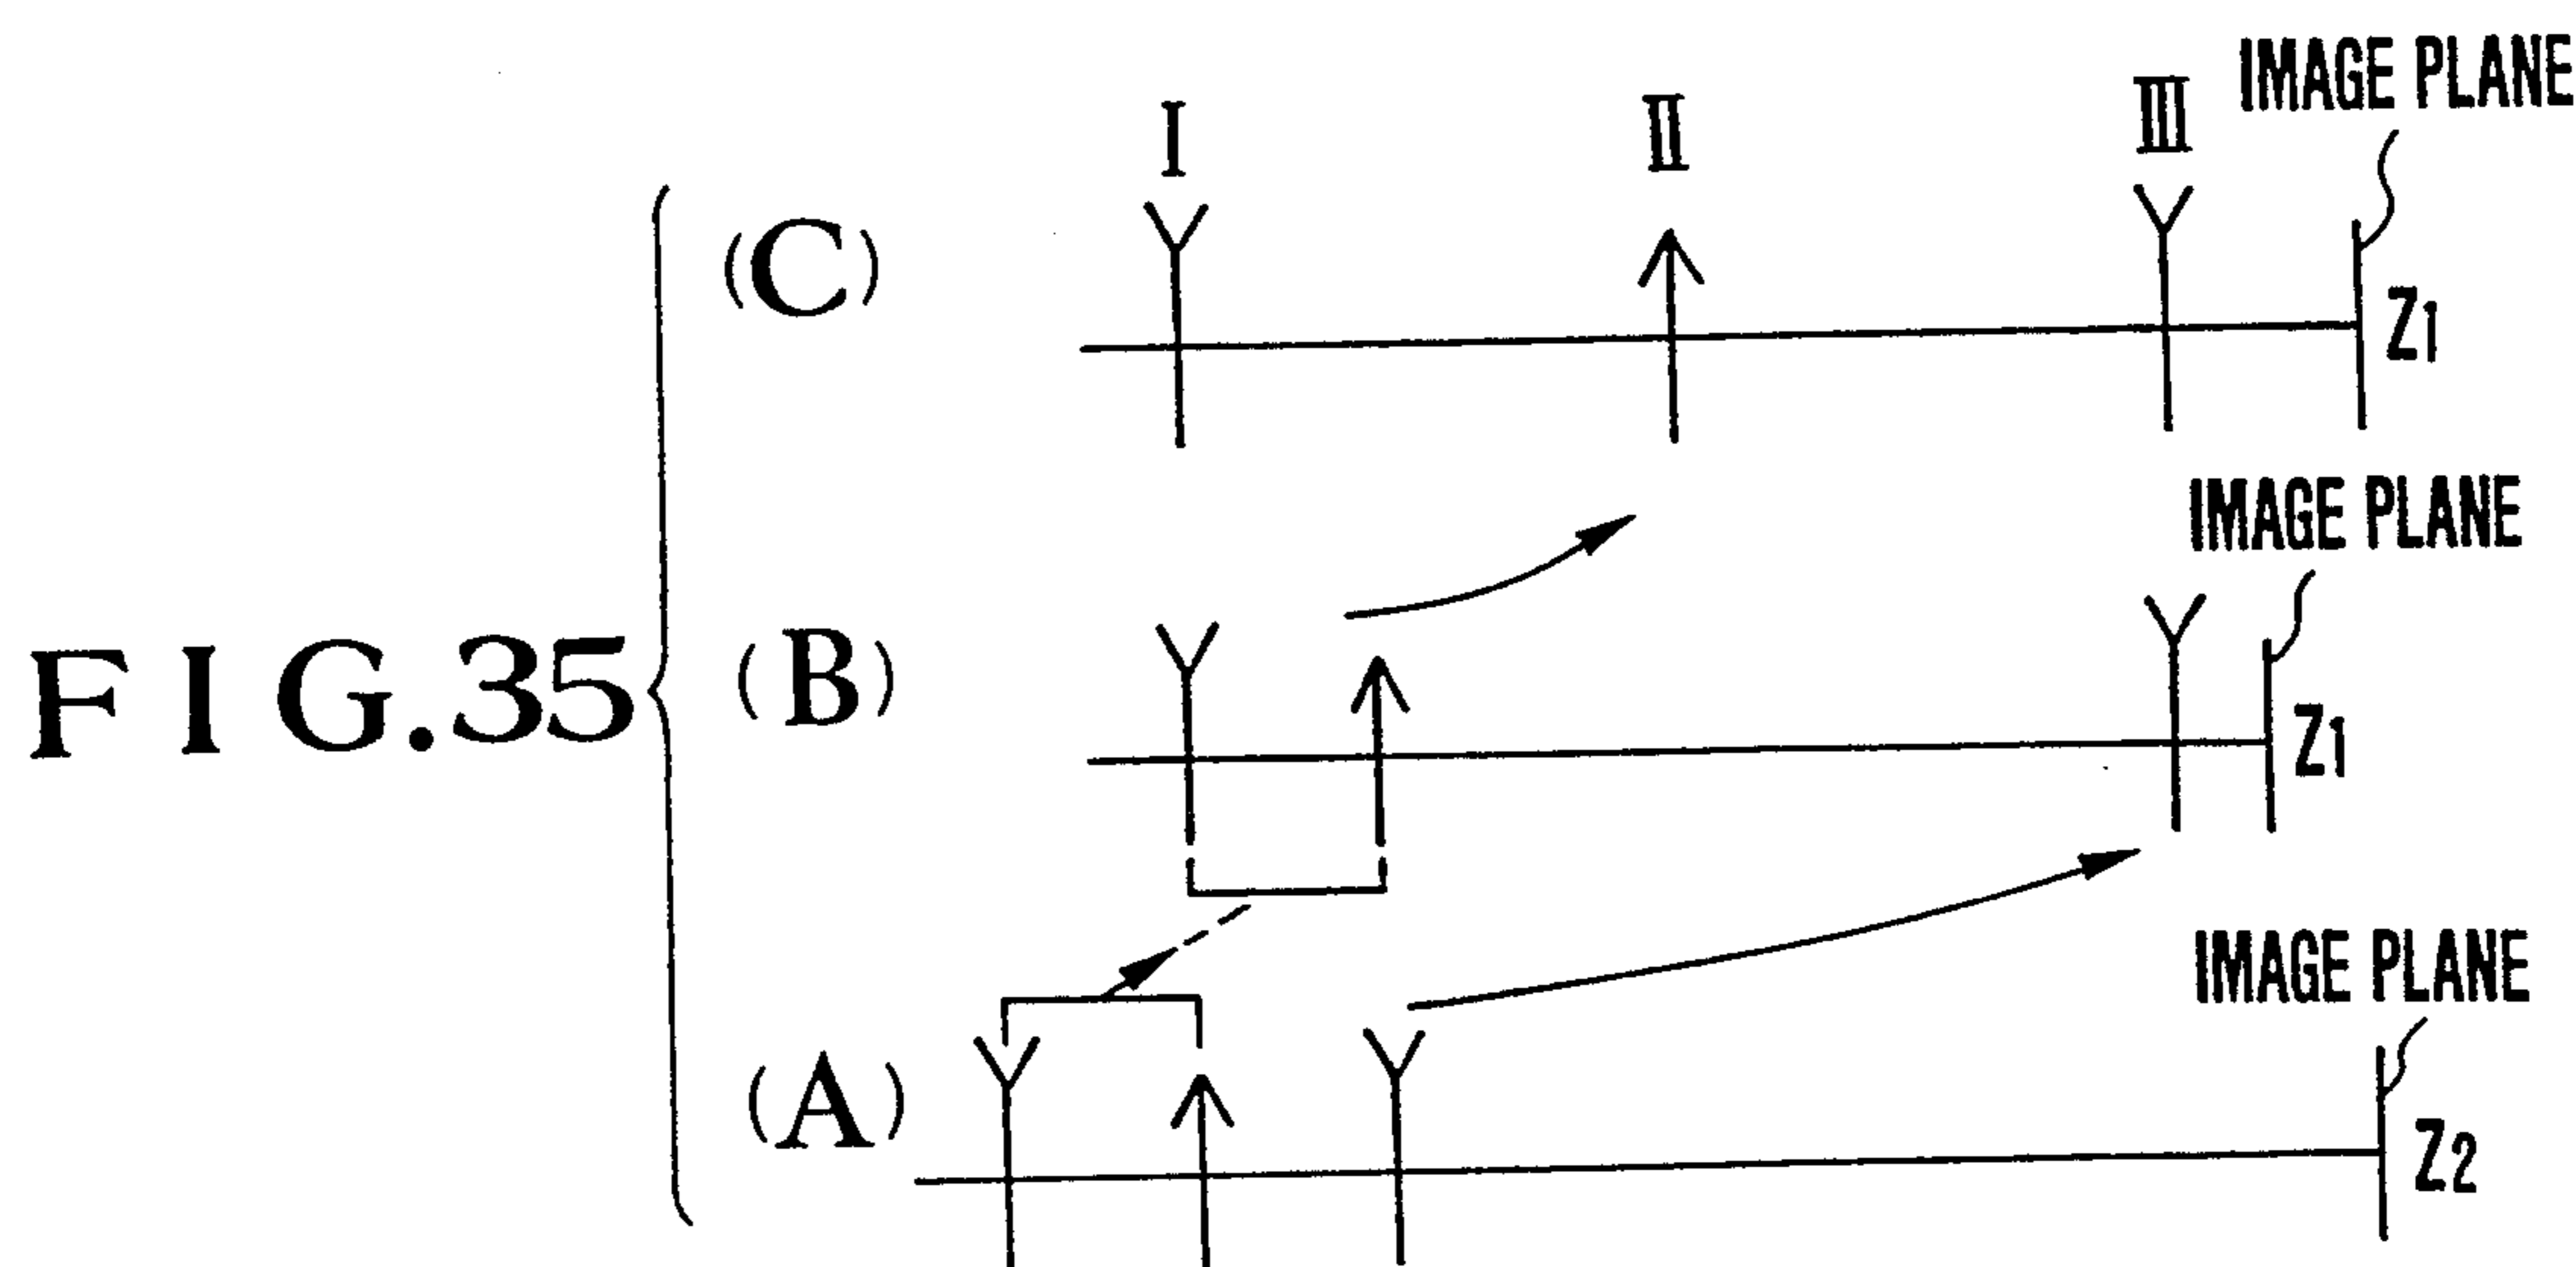 IMAGE PLANE
I II III
(C)
Z1
IMAGE PLANE
FIG.35
(B)
Z1
IMAGE PLANE
(A)
Z2